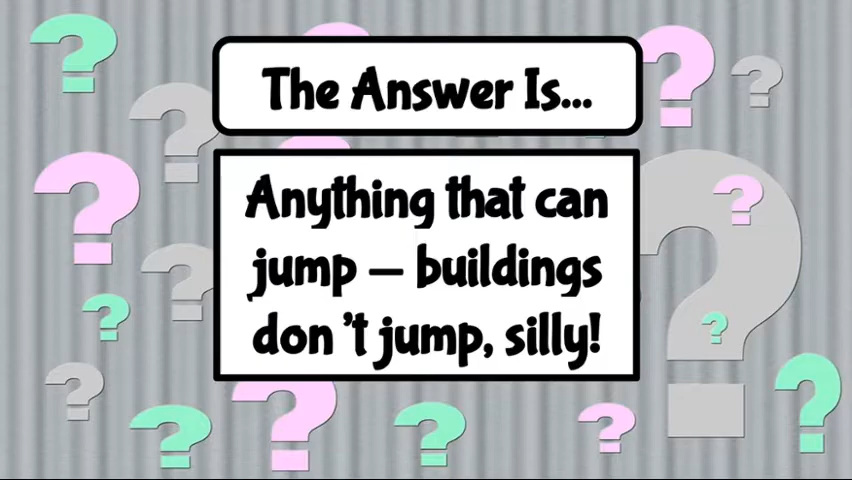 The Answer Is...
Anything that can
jump – buildings
don 't jump, silly!